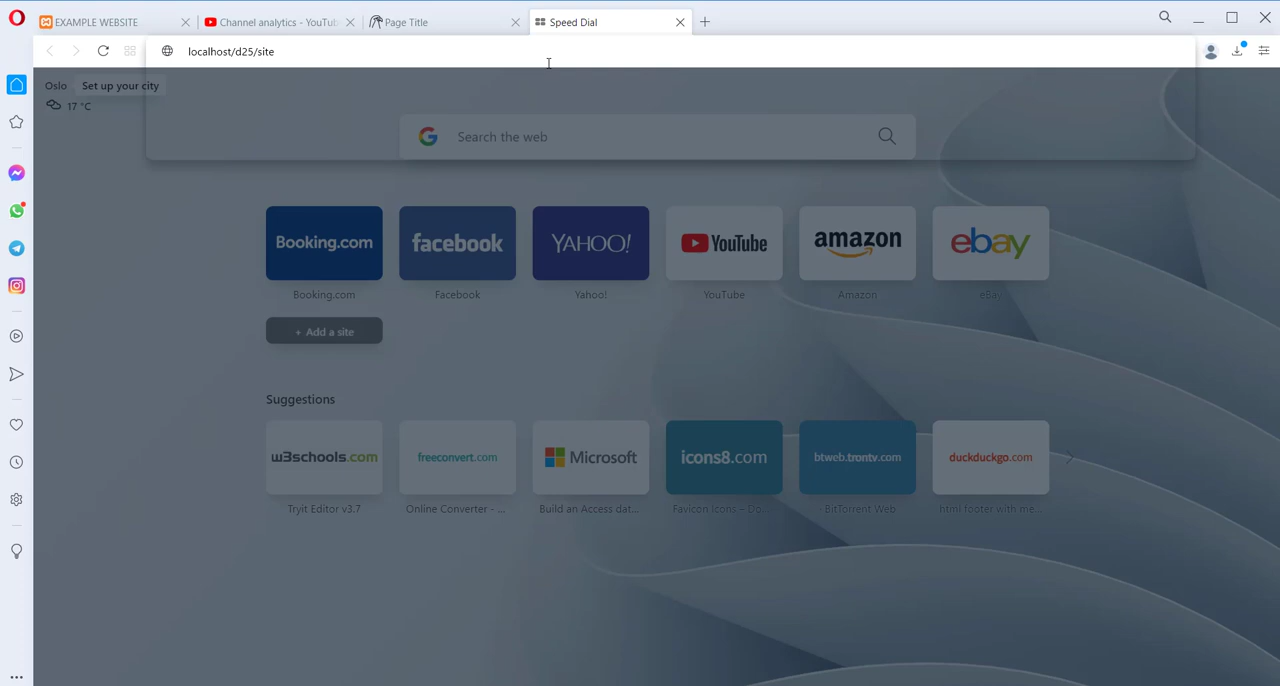 EXAMPLE WEBSITE
Channel analytics - YouTub
Page Title
Speed Dial
localhost/d25/site
Oslo Set up your city
17 °C
Search the web
Booking.com
facebook
YAHOO!
YouTube
amazon
ebay
Booking.com
Facebook
Yahoo!
YouTube
Amazon
eBay
+ Add a site
Suggestions
w3schools.com
freeconvert.com
Microsoft
icons8.com
btweb.trontv.com
duckduckgo.com
Tryit Editor v3.7
Online Converter - ...
Build an Access dat...
Favicon Icons – Do...
- BitTorrent Web
html footer with me...